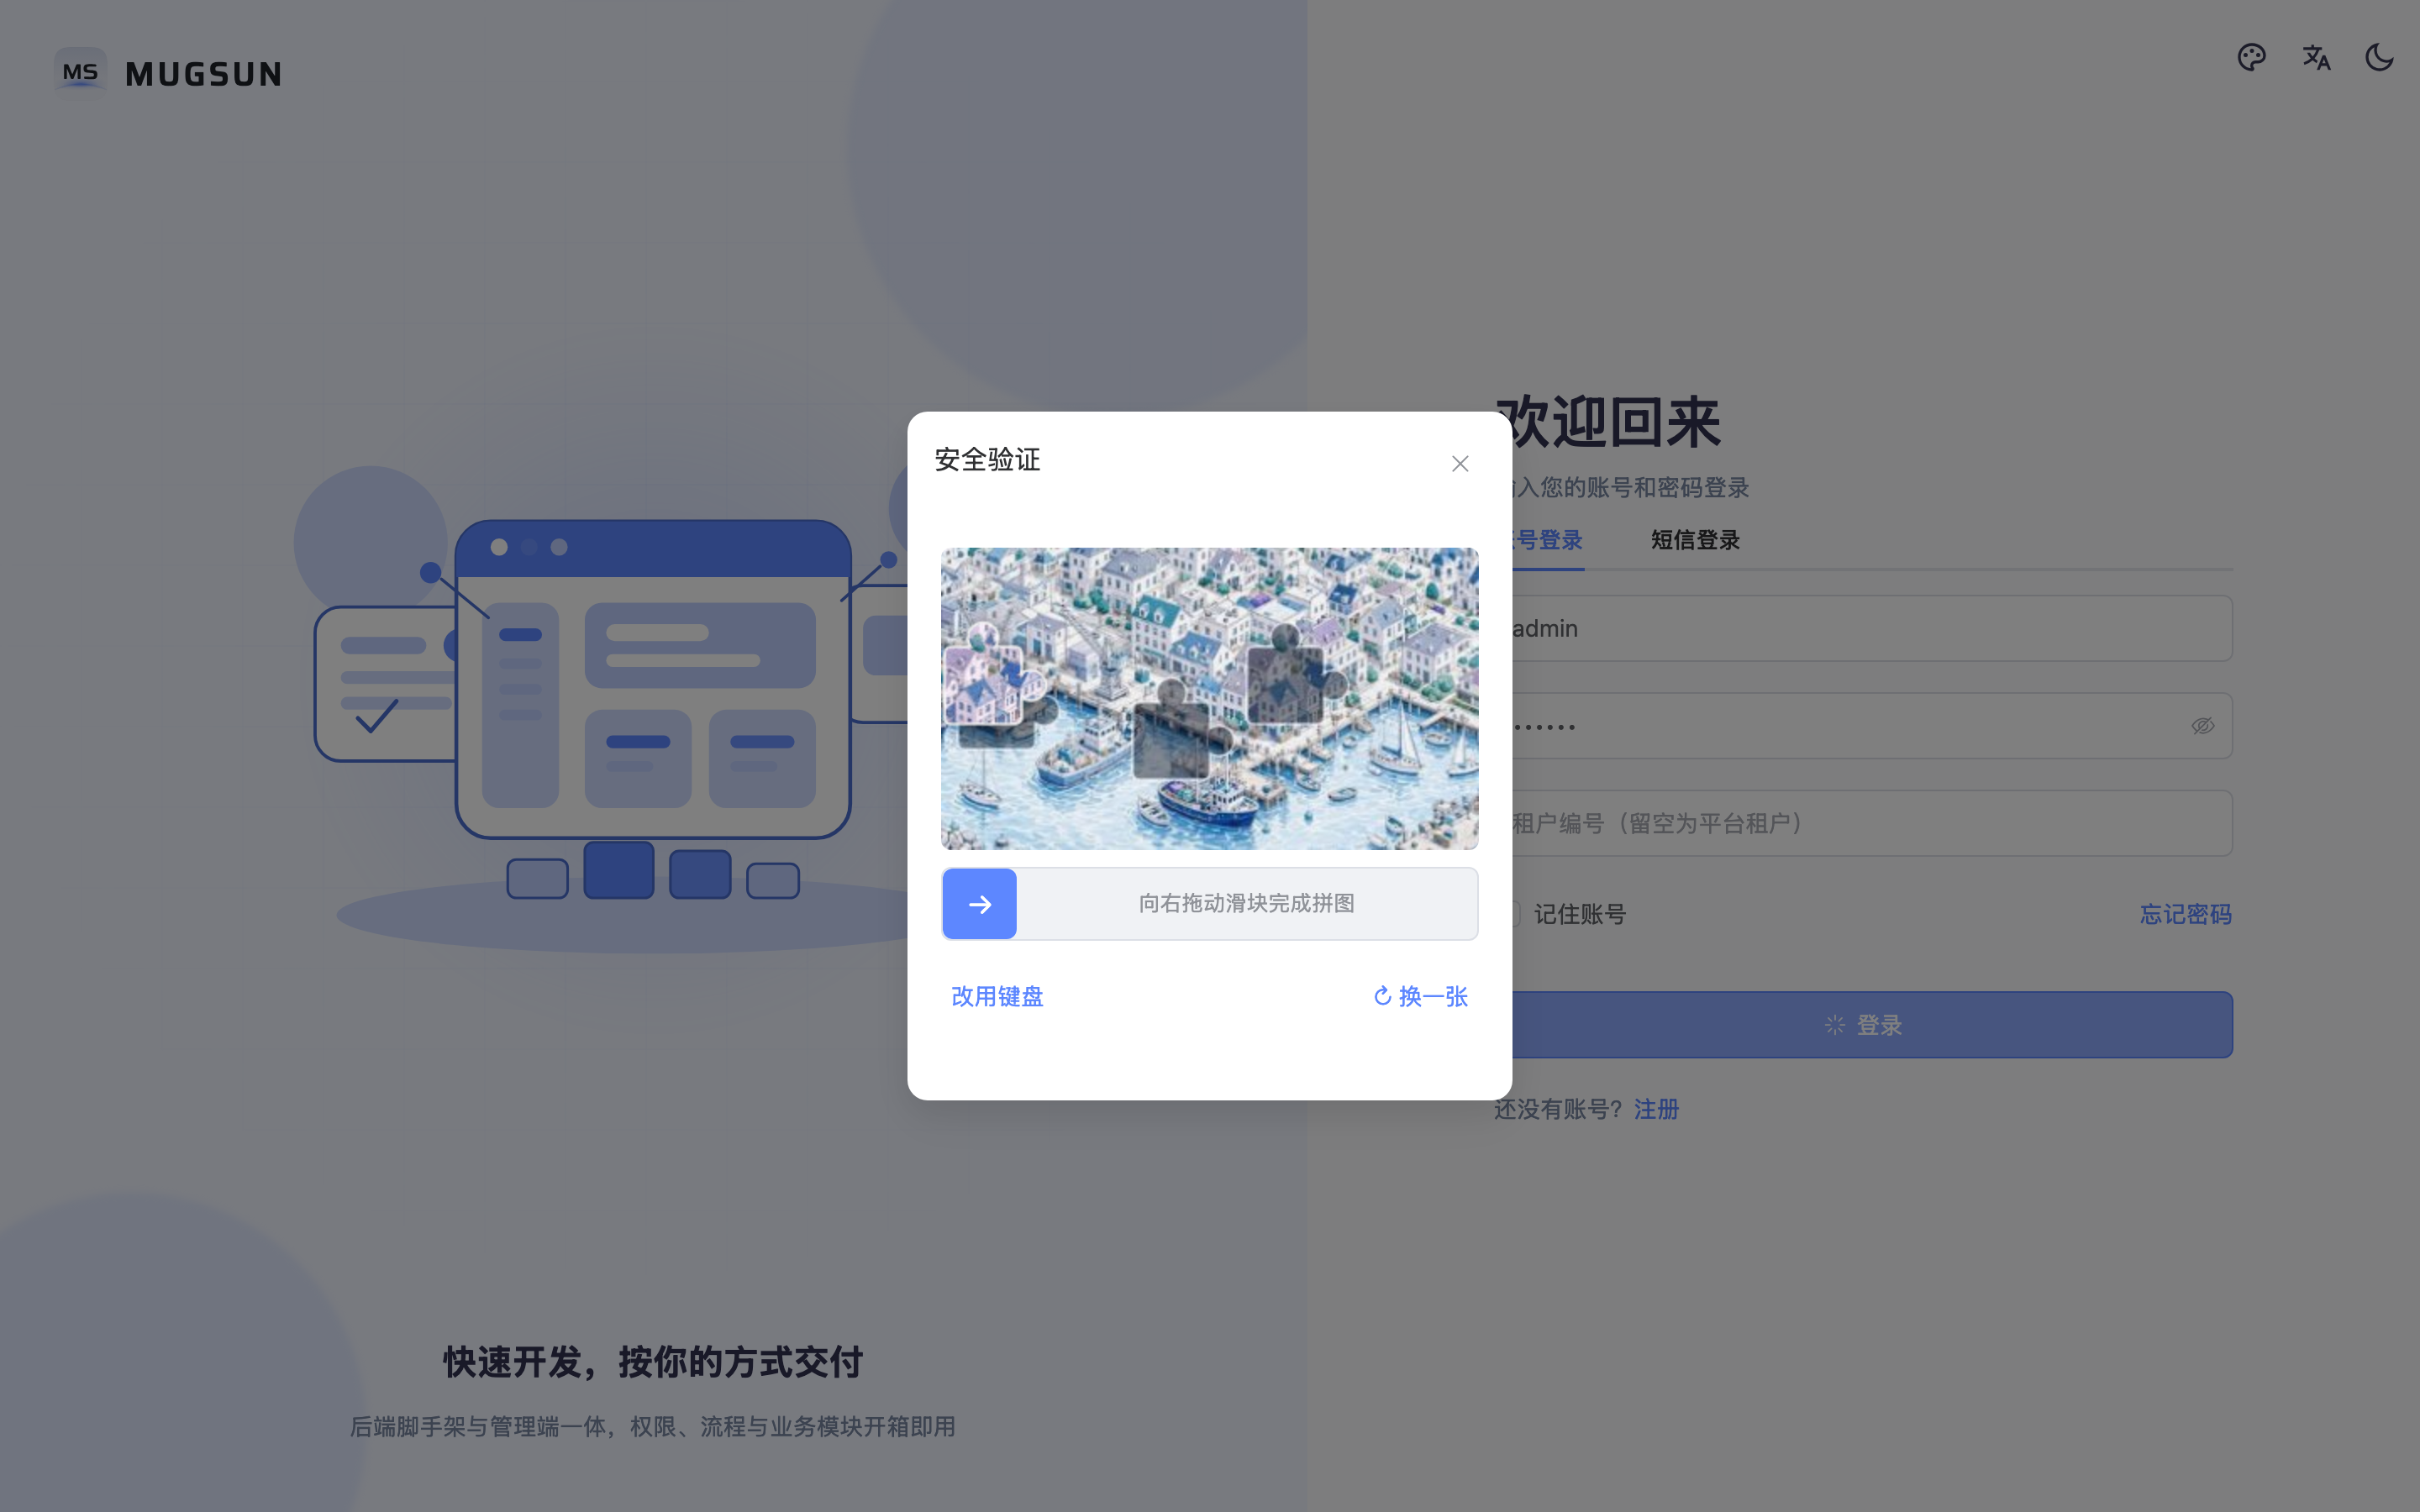 MS MUGSUN
安全验证
向右拖动滑块完成拼图
改用键盘
换一张
欢迎回来
入您的账号和密码登录
号登录
短信登录
admin
租户编号（留空为平台租户）
记住账号
忘记密码
登录
还没有账号？ 注册
快速开发，按你的方式交付
后端脚手架与管理端一体，权限、流程与业务模块开箱即用